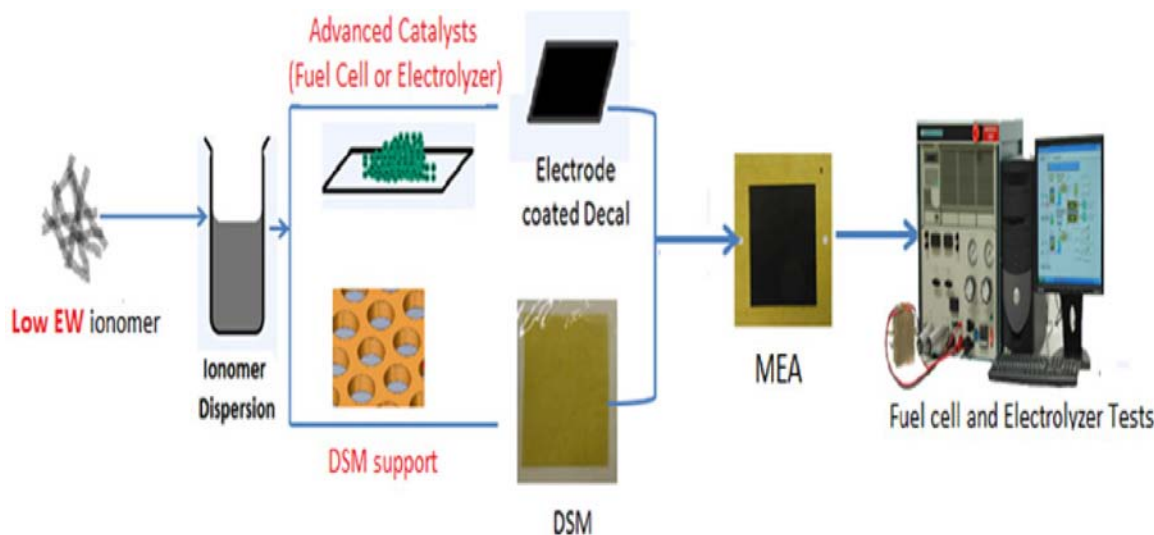 Advanced Catalysts
(Fuel Cell or Electrolyzer)
Low EW ionomer
Ionomer
Dispersion
Electrode
coated Decal
DSM support
DSM
MEA
Fuel cell and Electrolyzer Tests